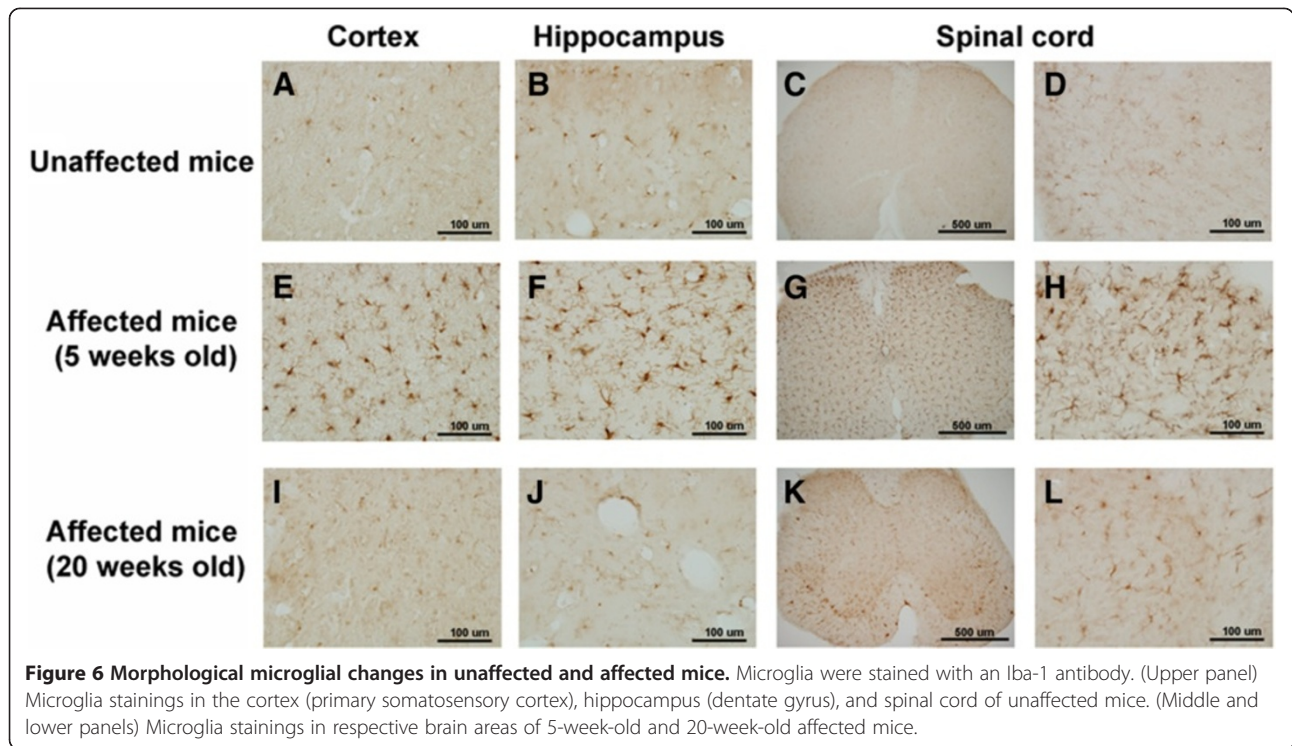 Cortex Hippocampus Spinal cord
Unaffected mice
A B C D
100 um 100 um 500 um 100 um
Affected mice
(5 weeks old)
E F G H
100 um 100 um 500 um 100 um
Affected mice
(20 weeks old)
I J K L
100 um 100 um 500 um 100 um
Figure 6 Morphological microglial changes in unaffected and affected mice. Microglia were stained with an Iba-1 antibody. (Upper panel)
Microglia stainings in the cortex (primary somatosensory cortex), hippocampus (dentate gyrus), and spinal cord of unaffected mice. (Middle and
lower panels) Microglia stainings in respective brain areas of 5-week-old and 20-week-old affected mice.